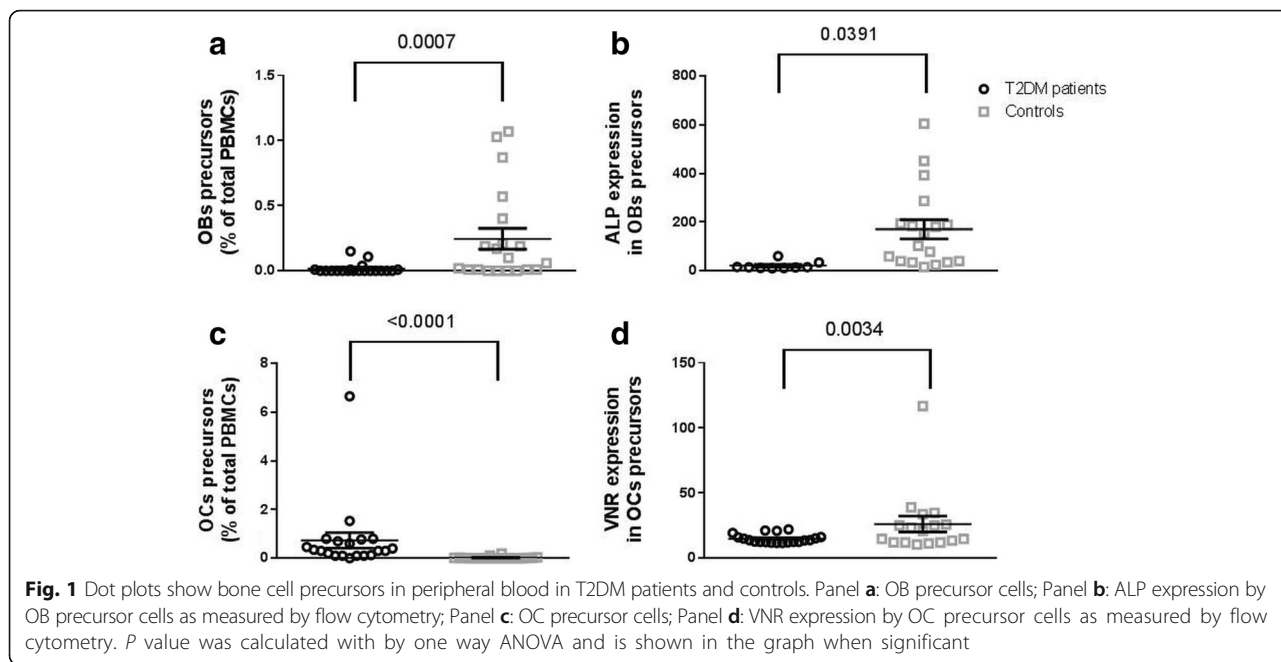 a
0.0007
OBs precursors
(% of total PBMCs)
1.5
1.0
0.5
0.0
b
0.0391
ALP expression
in OBs precursors
800
600
400
200
0
T2DM patients
Controls
c
<0.0001
OCs precursors
(% of total PBMCs)
8
6
4
2
0
d
0.0034
VNR expression
in OCs precursors
150
100
50
0
Fig. 1 Dot plots show bone cell precursors in peripheral blood in T2DM patients and controls. Panel a: OB precursor cells; Panel b: ALP expression by
OB precursor cells as measured by flow cytometry; Panel c: OC precursor cells; Panel d: VNR expression by OC precursor cells as measured by flow
cytometry. P value was calculated with by one way ANOVA and is shown in the graph when significant